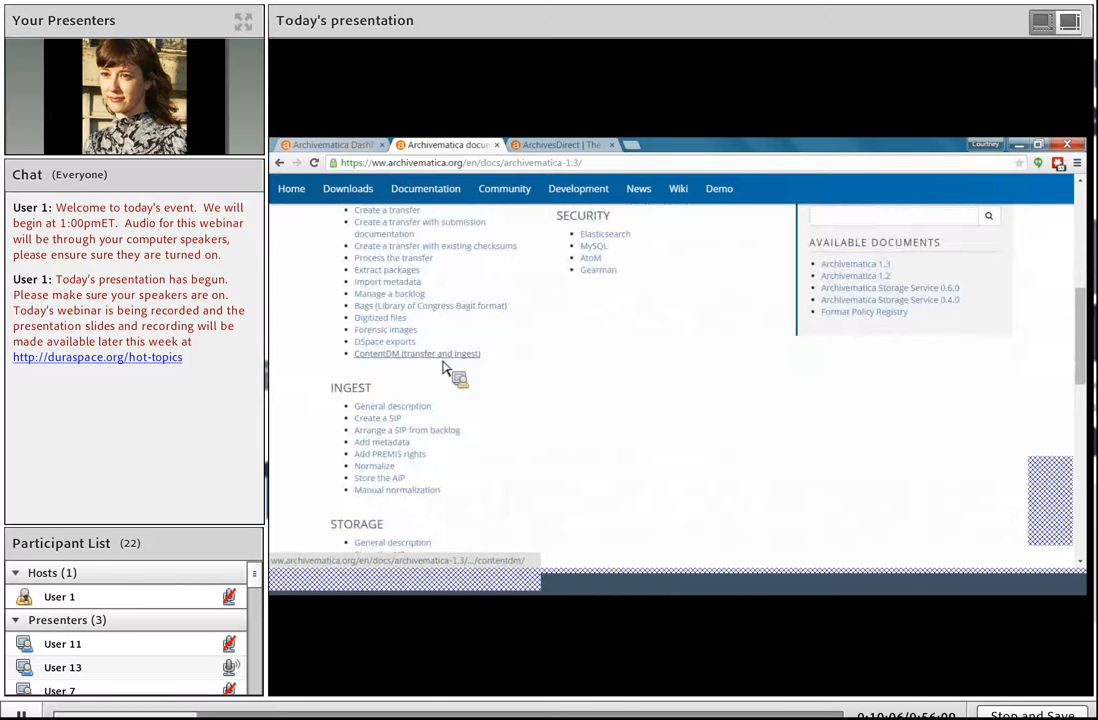 Your Presenters
Today's presentation
Chat (Everyone)
User 1: Welcome to today's event. We will
begin at 1:00pmET. Audio for this webinar
will be through your computer speakers,
please ensure sure they are turned on.
User 1: Today's presentation has begun.
Please make sure your speakers are on.
Today's webinar is being recorded and the
presentation slides and recording will be
made available later this week at
http://duraspace.org/hot-topics
Participant List (22)
Hosts (1)
User 1
Presenters (3)
User 11
User 13
User 7
Archivematica Dashb
Archivematica docun
ArchivesDirect | The
Courtney
https://ww.archivematica.org/en/docs/archivematica-1.3/
Home Downloads Documentation Community Development News Wiki Demo
Create a transfer
Create a transfer with submission
documentation
Create a transfer with existing checksums
Process the transfer
Extract packages
Import metadata
Manage a backlog
Bags (Library of Congress Bagit format)
Digitized files
Forensic images
DSpace exports
ContentDM (transfer and ingest)
INGEST
General description
Create a SIP
Arrange a SIP from backlog
Add metadata
Add PREMIS rights
Normalize
Store the AIP
Manual normalization
STORAGE
General description
SECURITY
Elasticsearch
MySQL
AtoM
Gearman
AVAILABLE DOCUMENTS
Archivematica 1.3
Archivematica 1.2
Archivematica Storage Service 0.6.0
Archivematica Storage Service 0.4.0
Format Policy Registry
ww.archivematica.org/en/docs/archivematica-1.3/.../contentdm/
0:10:06/0:56:09
Stop and Save